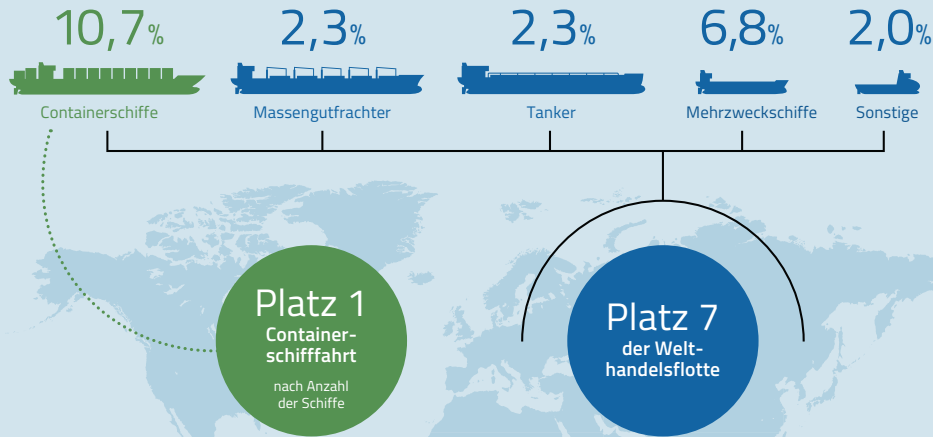 10,7%
2,3%
2,3%
6,8%
2,0%
Containerschiffe
Massengutfrachter
Tanker
Mehrzweckschiffe
Sonstige
Platz 1
Container-
schifffahrt
nach Anzahl
der Schiffe
Platz 7
der Welt-
handelsflotte